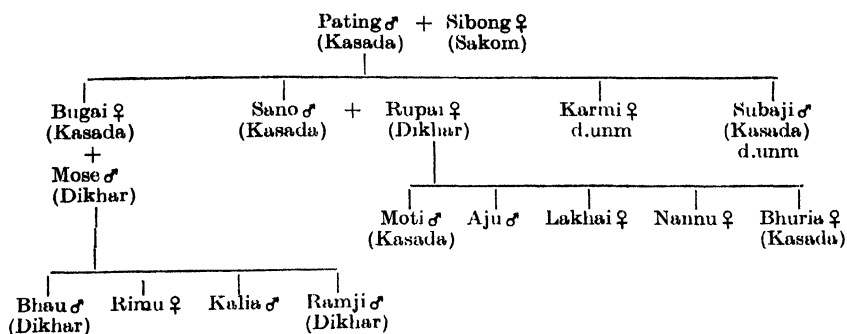 Pating♂ + Sibong♀
(Kasada) (Sakom)
Bugai♀ Sano♂ + Rupai♀ Karmi♀ Subaji♂
(Kasada) (Kasada) (Dikhar) d.unm (Kasada)
+ d.unm
Mose♂
(Dikhar)
Moti♂ Aju♂ Lakhai♀ Nannu♀ Bhuria♀
(Kasada) (Kasada)
Bhau♂ Rimu♀ Kalia♂ Ramji♂
(Dikhar) (Dikhar)